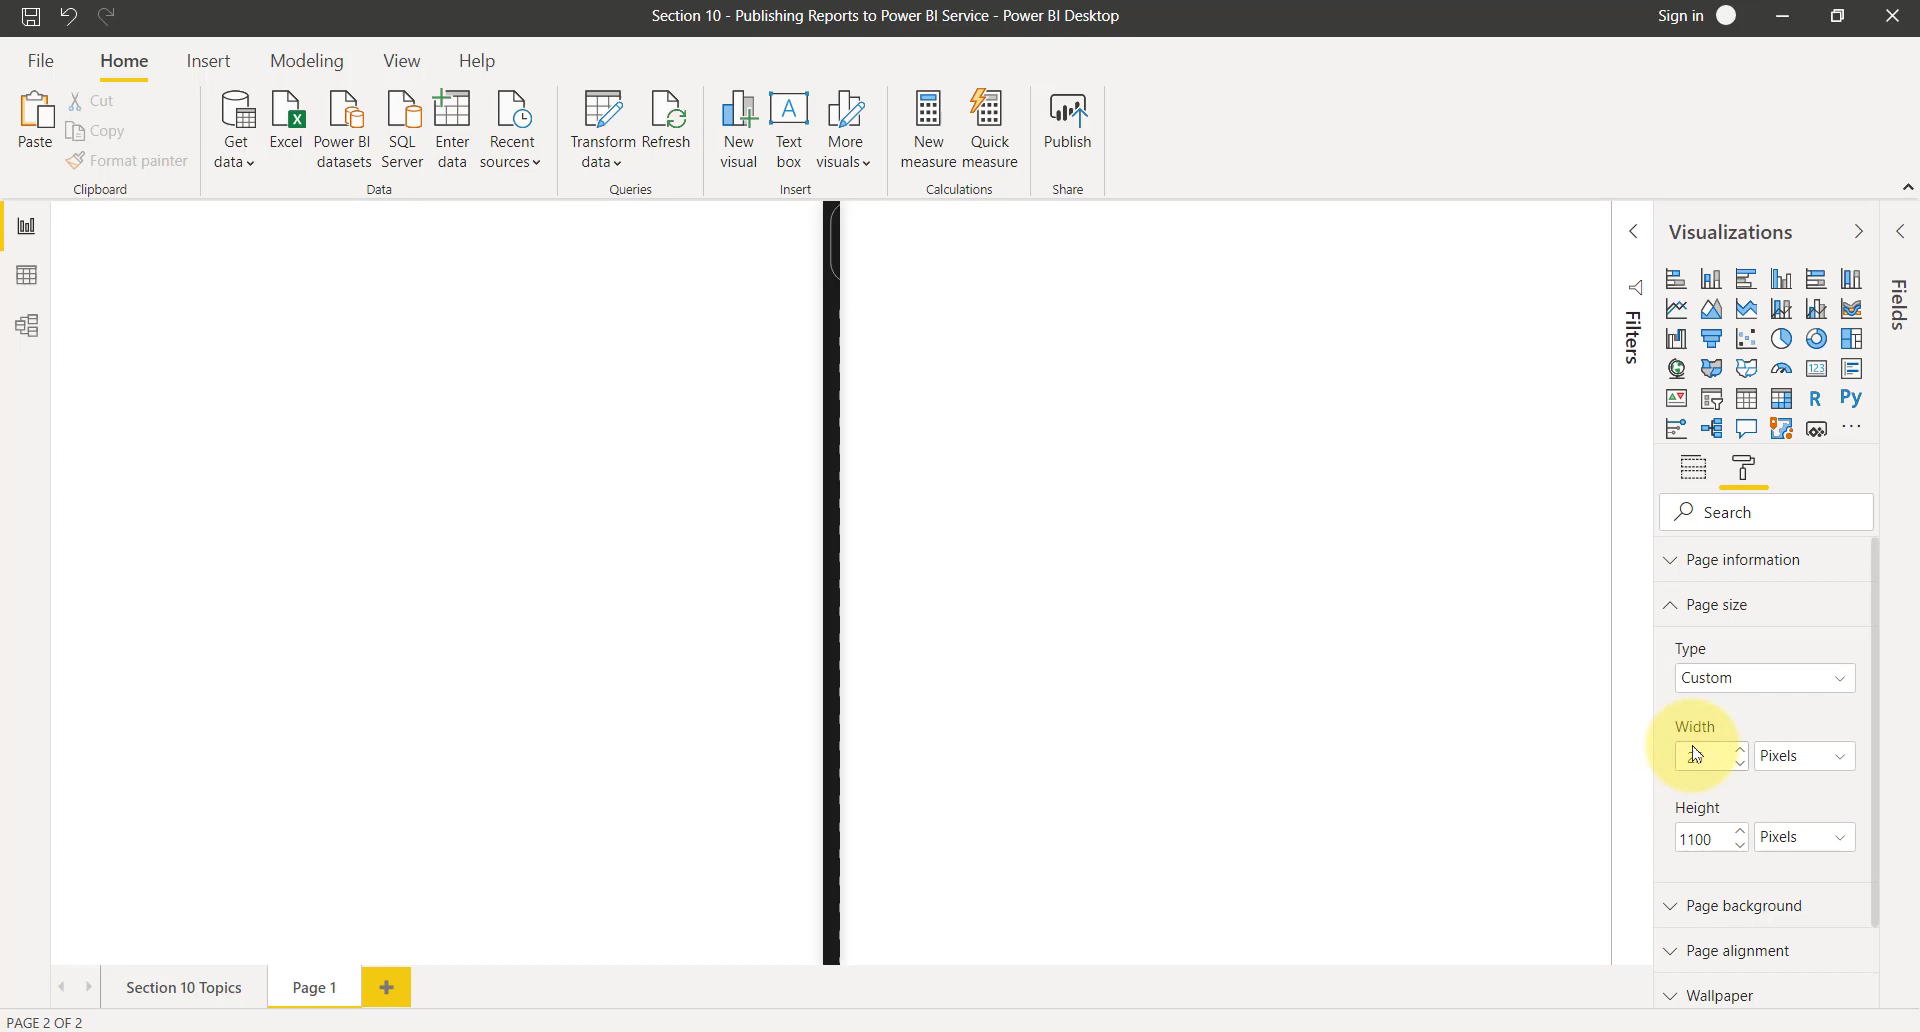 Section 10 - Publishing Reports to Power BI Service - Power BI Desktop
Sign in
File
Home
Insert
Modeling
View
Help
Paste
Cut
Copy
Format painter
Clipboard
Get
data
Excel
Power BI
datasets
SQL
Server
Enter
data
Recent
sources
Data
Transform
data
Refresh
Queries
New
visual
Text
box
More
visuals
Insert
New
measure
Quick
measure
Calculations
Publish
Share
Filters
Visualizations
Fields
123
R
Py
Search
Page information
Page size
Type
Custom
Width
Pixels
Height
1100
Pixels
Page background
Page alignment
Wallpaper
Section 10 Topics
Page 1
PAGE 2 OF 2